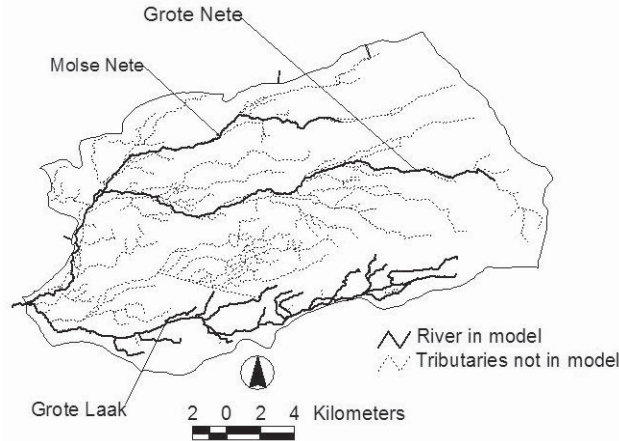 Grote Nete
Molse Nete
River in model
Tributaries not in model
Grote Laak
2 0 2 4 Kilometers